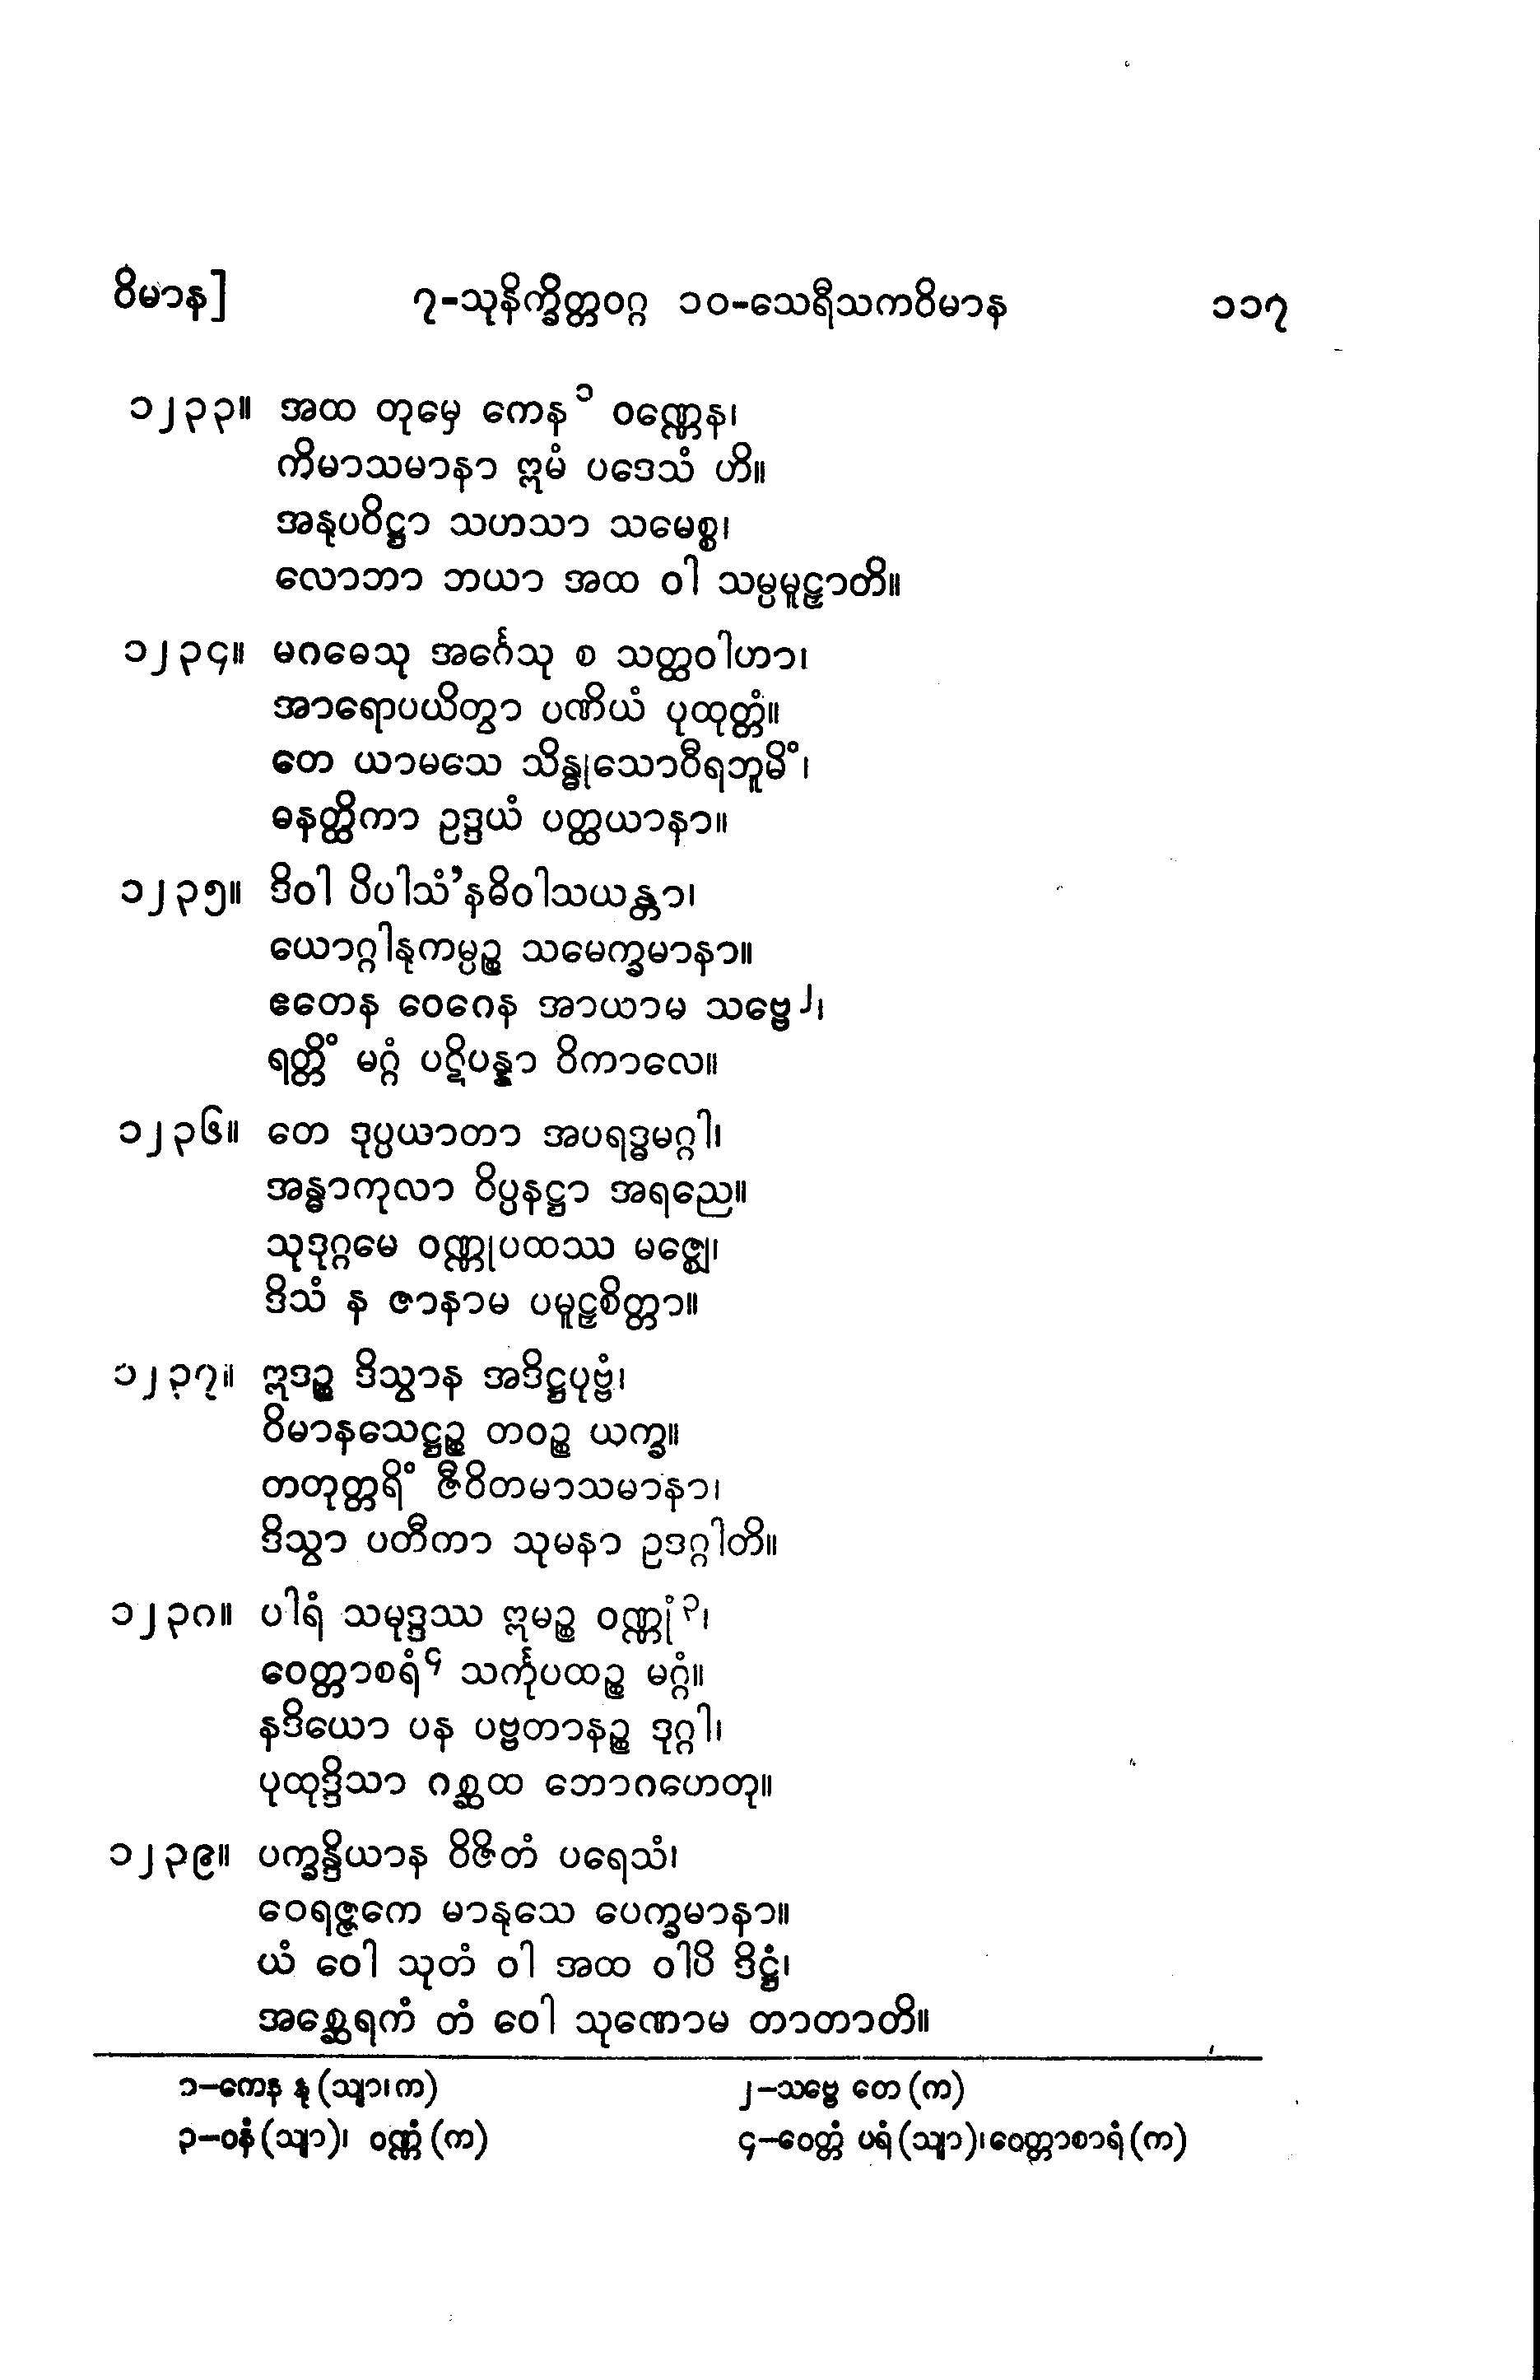 ဝိမာန]	၇-သုနိက္ခိတ္တဝဂ္ဂ ၁၀-သေရီသကဝိမာန	၁၁၇
၁၂၃၃။ အထ တုမှေ ကေန၁ ဝဏ္ဏေန၊
ကိမာသမာနာ ဣမံ ပဒေသံ ဟိ။
အနုပဝိဋ္ဌာ သဟသာ သမေစ္စ၊
လောဘာ ဘယာ အထ ဝါ သမ္ပမူဠှာတိ။
၁၂၃၄။ မဂဓေသု အင်္ဂေသု စ သတ္ထဝါဟာ၊
အာရောပယိတွာ ပဏိယံ ပုထုတ္တံ။
တေ ယာမသေ သိန္ဓုသောဝီရဘူမိံ၊
ဓနတ္ထိကာ ဥဒ္ဒယံ ပတ္ထယာနာ။
၁၂၃၅။ ဒိဝါ ပိပါသံ’နဓိဝါသယန္တာ၊
ယောဂ္ဂါနုကမ္ပဉ္စ သမေက္ခမာနာ။
ဧတေန ဝေဂေန အာယာမ သဗ္ဗေ၂၊
ရတ္တိံ မဂ္ဂံ ပဋိပန္နာ ဝိကာလေ။
၁၂၃၆။ တေ ဒုပ္ပယာတာ အပရဒ္ဓမဂ္ဂါ၊
အန္ဓာကုလာ ဝိပ္ပနဋ္ဌာ အရညေ။
သုဒုဂ္ဂမေ ဝဏ္ဏုပထဿ မဇ္ဈေ၊
ဒိသံ န ဇာနာမ ပမူဠှစိတ္တာ။
၁၂၃၇။ ဣဒဉ္စ ဒိသွာန အဒိဋ္ဌပုဗ္ဗံ၊
ဝိမာနသေဋ္ဌဉ္စ တဝဉ္စ ယက္ခ။
တတုတ္တရိံ ဇီဝိတမာသမာနာ၊
ဒိသွာ ပတီကာ သုမနာ ဥဒဂ္ဂါတိ။
၁၂၃၈။ ပါရံ သမုဒ္ဒဿ ဣမဉ္စ ဝဏ္ဏုံ၃၊
ဝေတ္တာစရံ၄ သင်္ကုပထဉ္စ မဂ္ဂံ။
နဒိယော ပန ပဗ္ဗတာနဉ္စ ဒုဂ္ဂါ၊
ပုထုဒ္ဒိသာ ဂစ္ဆထ ဘောဂဟေတု။
၁၂၃၉။ ပက္ခန္ဒိယာန ဝိဇိတံ ပရေသံ၊
ဝေရဇ္ဇကေ မာနုသေ ပေက္ခမာနာ။
ယံ ဝေါ သုတံ ဝါ အထ ဝါပိ ဒိဋ္ဌံ၊
အစ္ဆေရကံ တံ ဝေါ သုဏောမ တာတာတိ။
၁–ကေန နု (သျာ၊က)	၂–သဗ္ဗေ တေ (က)
၃–ဝနံ (သျာ)၊ ဝဏ္ဏံ (က)	၄–ဝေတ္တံ ပရံ (သျာ)၊ဝေတ္တာစာရံ (က)